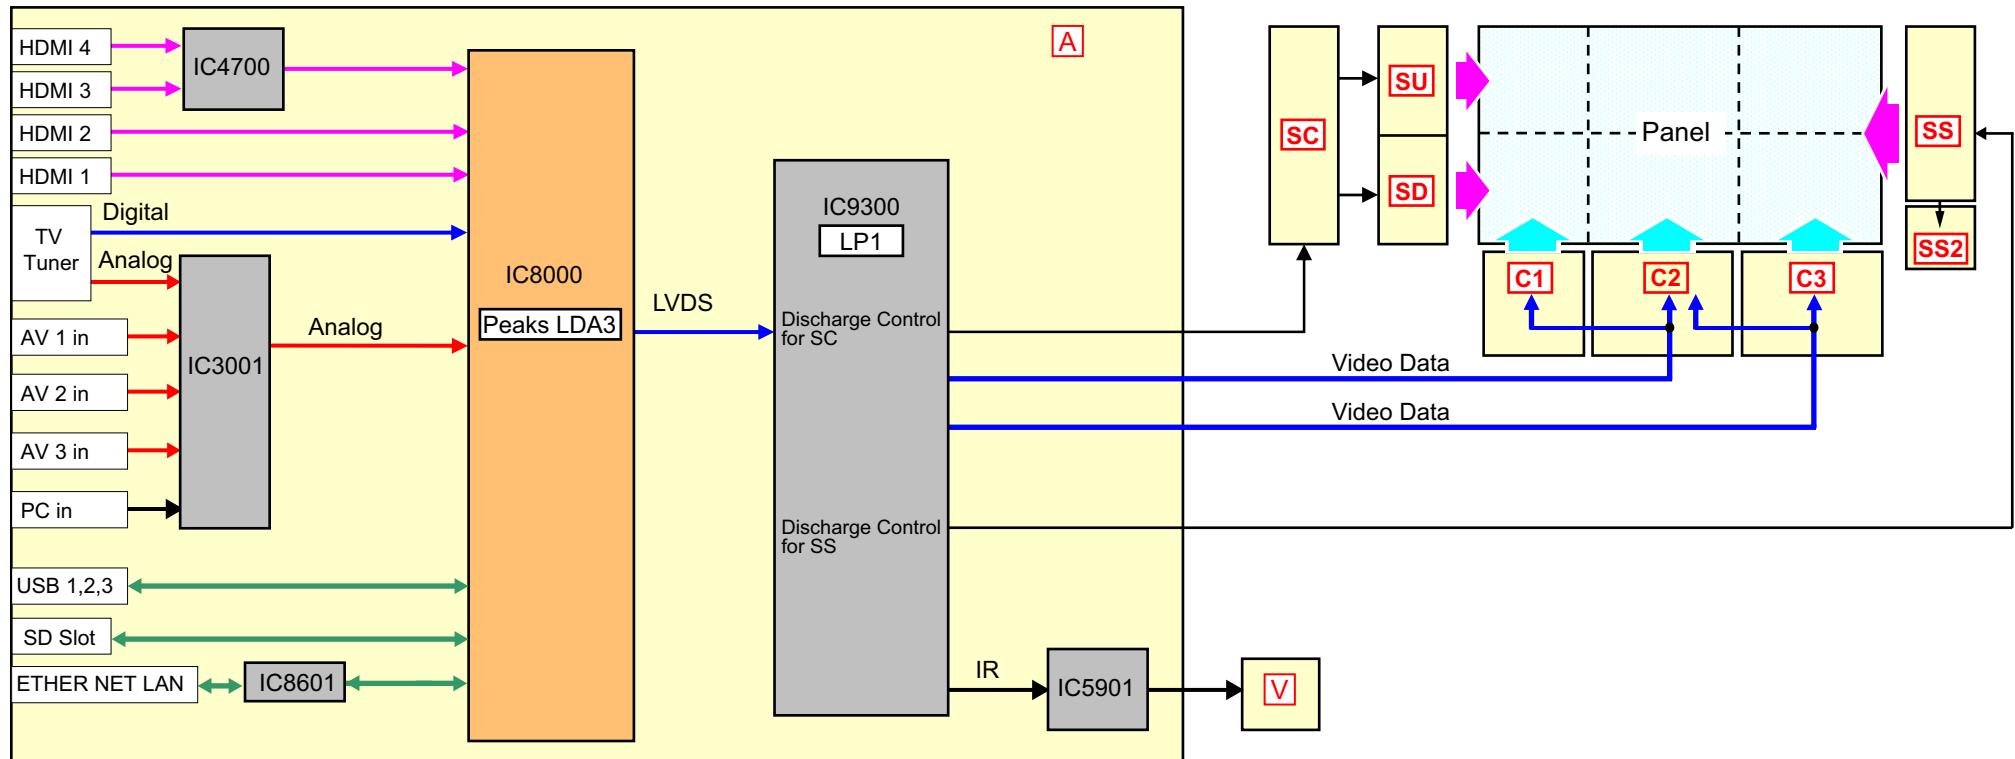 HDMI 4
HDMI 3
HDMI 2
HDMI 1
IC4700
TV
Tuner
Digital
Analog
AV 1 in
AV 2 in
AV 3 in
PC in
IC3001
Analog
USB 1,2,3
SD Slot
ETHER NET LAN
IC8601
IC8000
Peaks LDA3
LVDS
A
IC9300
LP1
Discharge Control
for SC
Video Data
Video Data
Discharge Control
for SS
IR
IC5901
V
SC
SU
SD
Panel
SS
SS2
C1
C2
C3